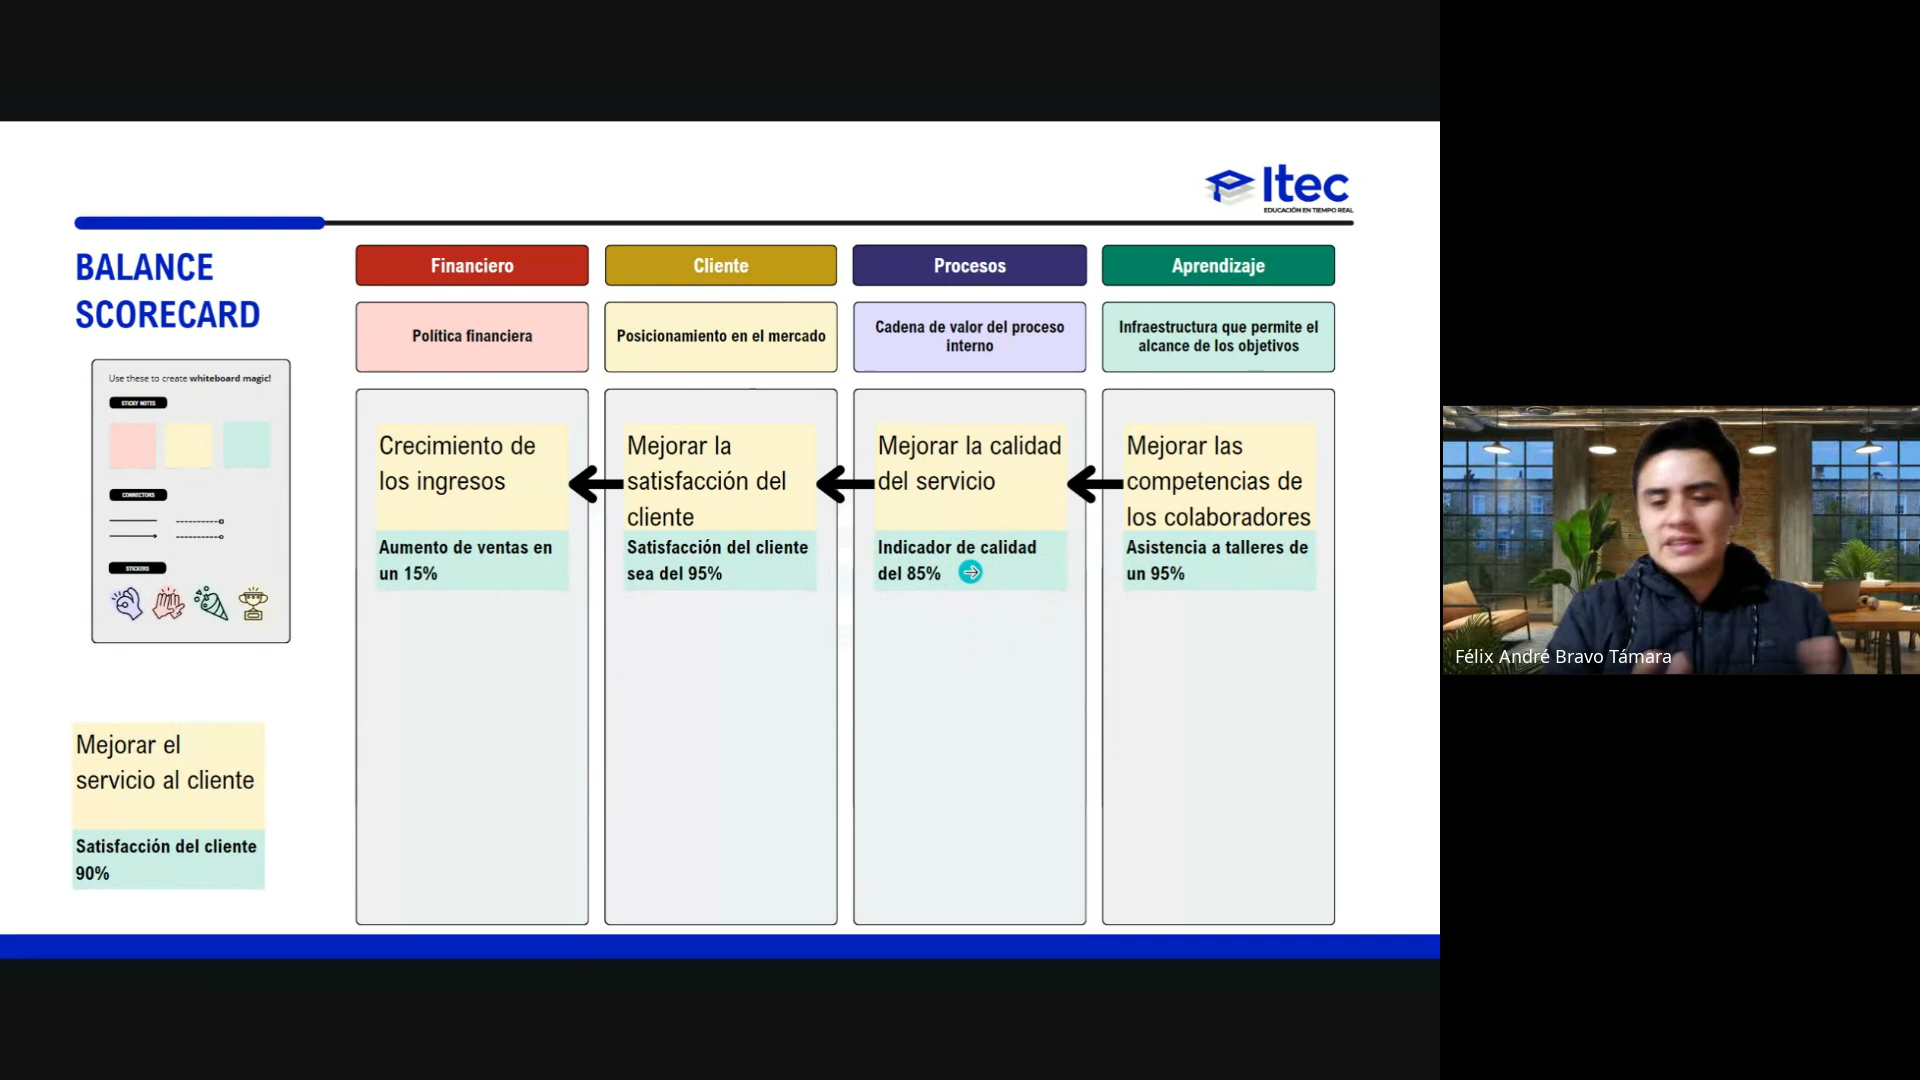 Itec
EDUCACIÓN EN TIEMPO REAL
BALANCE
SCORECARD
Use these to create whiteboard magic!
STICKY NOTES
CONNECTORS
STICKERS
Mejorar el
servicio al cliente
Satisfacción del cliente
90%
Financiero
Política financiera
Crecimiento de
los ingresos
Aumento de ventas en
un 15%
Cliente
Posicionamiento en el mercado
Mejorar la
satisfacción del
cliente
Satisfacción del cliente
sea del 95%
Procesos
Cadena de valor del proceso
interno
Mejorar la calidad
del servicio
Indicador de calidad
del 85%
Aprendizaje
Infraestructura que permite el
alcance de los objetivos
Mejorar las
competencias de
los colaboradores
Asistencia a talleres de
un 95%
Félix André Bravo Támara